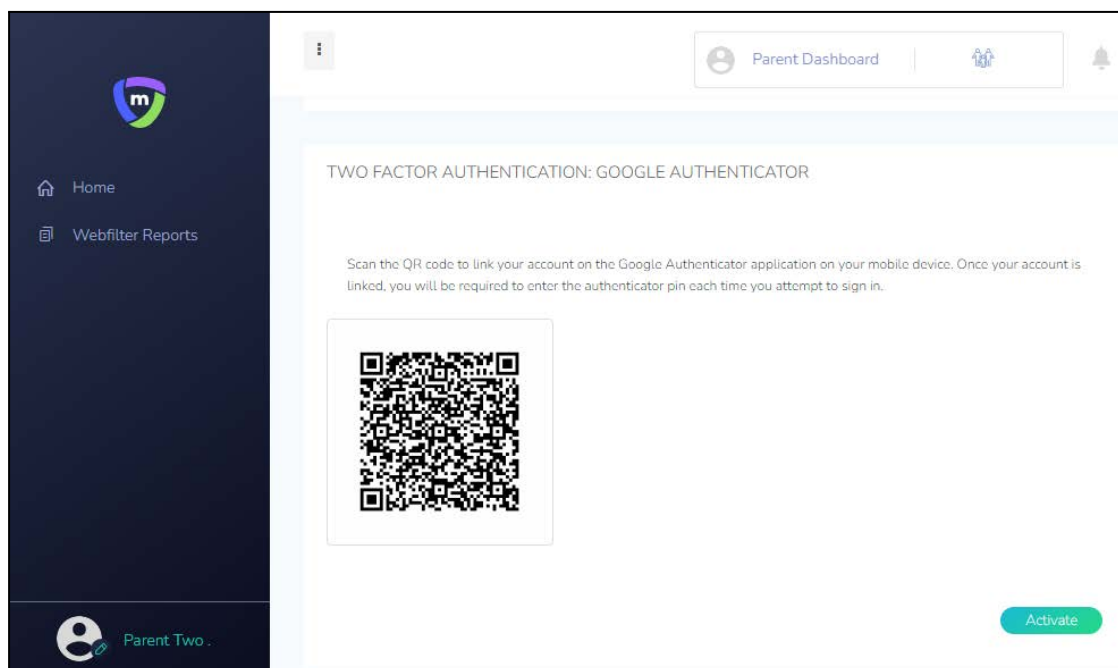 m
Home
Webfilter Reports
Parent Two .
Parent Dashboard
TWO FACTOR AUTHENTICATION: GOOGLE AUTHENTICATOR
Scan the QR code to link your account on the Google Authenticator application on your mobile device. Once your account is
linked, you will be required to enter the authenticator pin each time you attempt to sign in.
Activate